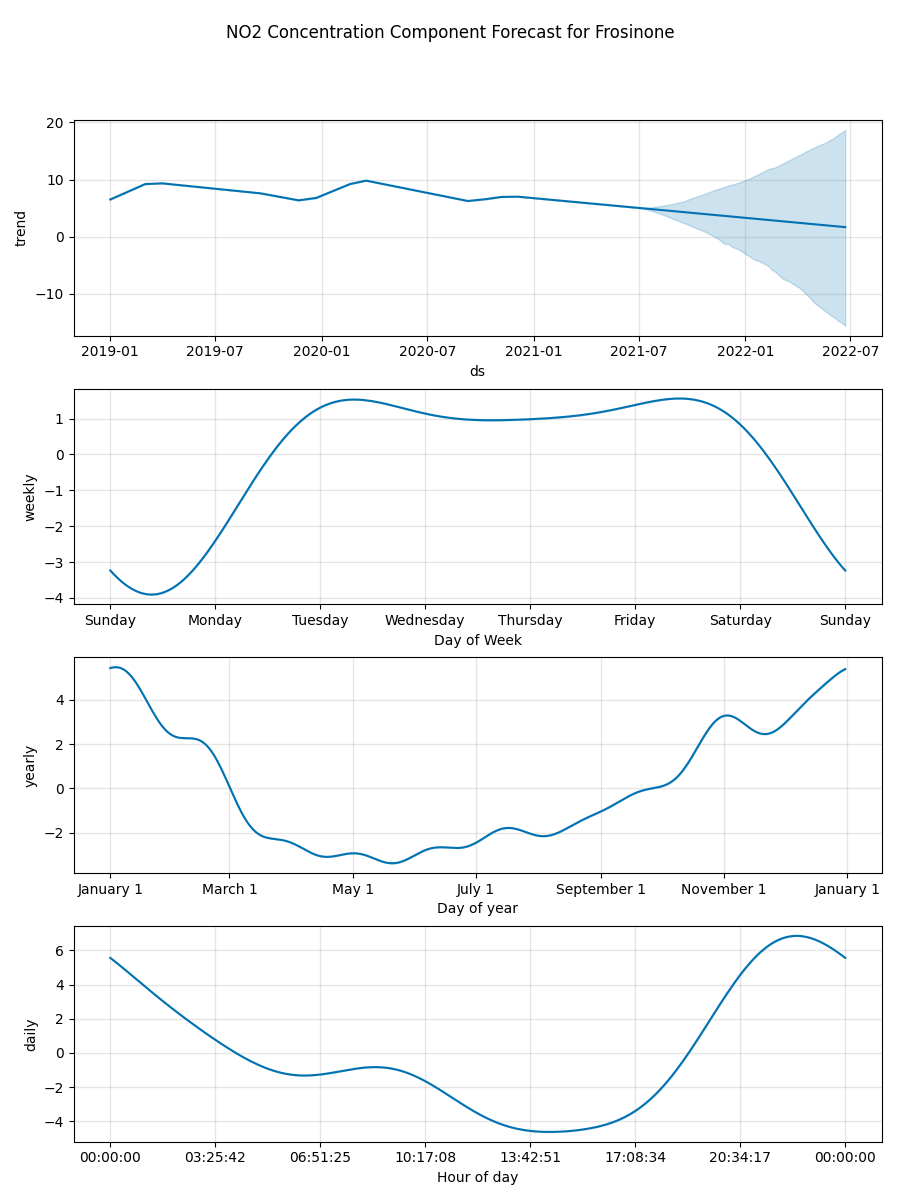 NO2 Concentration Component Forecast for Frosinone
20
10
0
−10
trend
2019-01 2019-07 2020-01 2020-07 2021-01 2021-07 2022-01 2022-07
ds
1
0
−1
−2
−3
−4
weekly
Sunday Monday Tuesday Wednesday Thursday Friday Saturday Sunday
Day of Week
4
2
0
−2
yearly
January 1 March 1 May 1 July 1 September 1 November 1 January 1
Day of year
6
4
2
0
−2
−4
daily
00:00:00 03:25:42 06:51:25 10:17:08 13:42:51 17:08:34 20:34:17 00:00:00
Hour of day